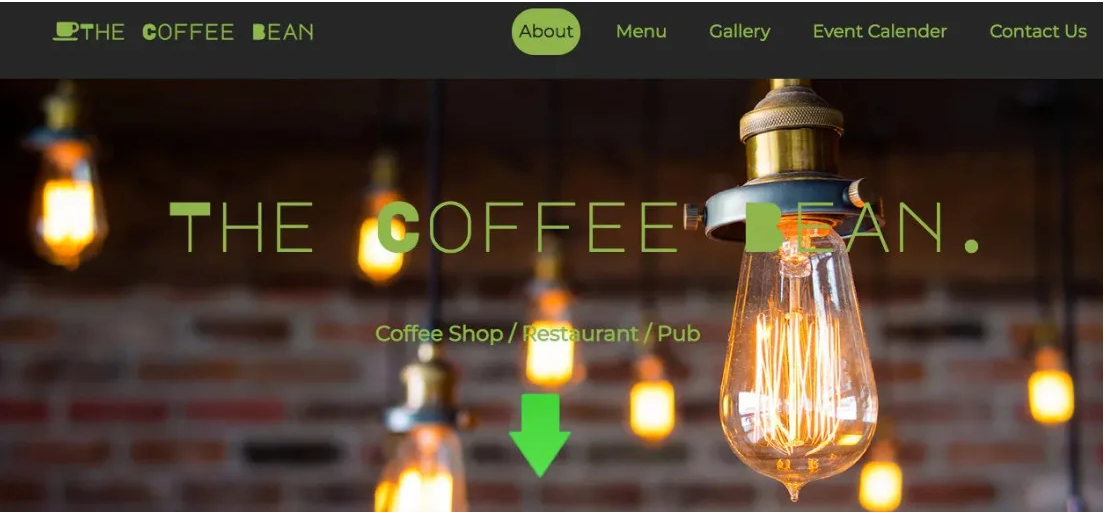 THE COFFEE BEAN
About
Menu
Gallery
Event Calender
Contact Us
THE COFFEE BEAN.
Coffee Shop / Restaurant / Pub